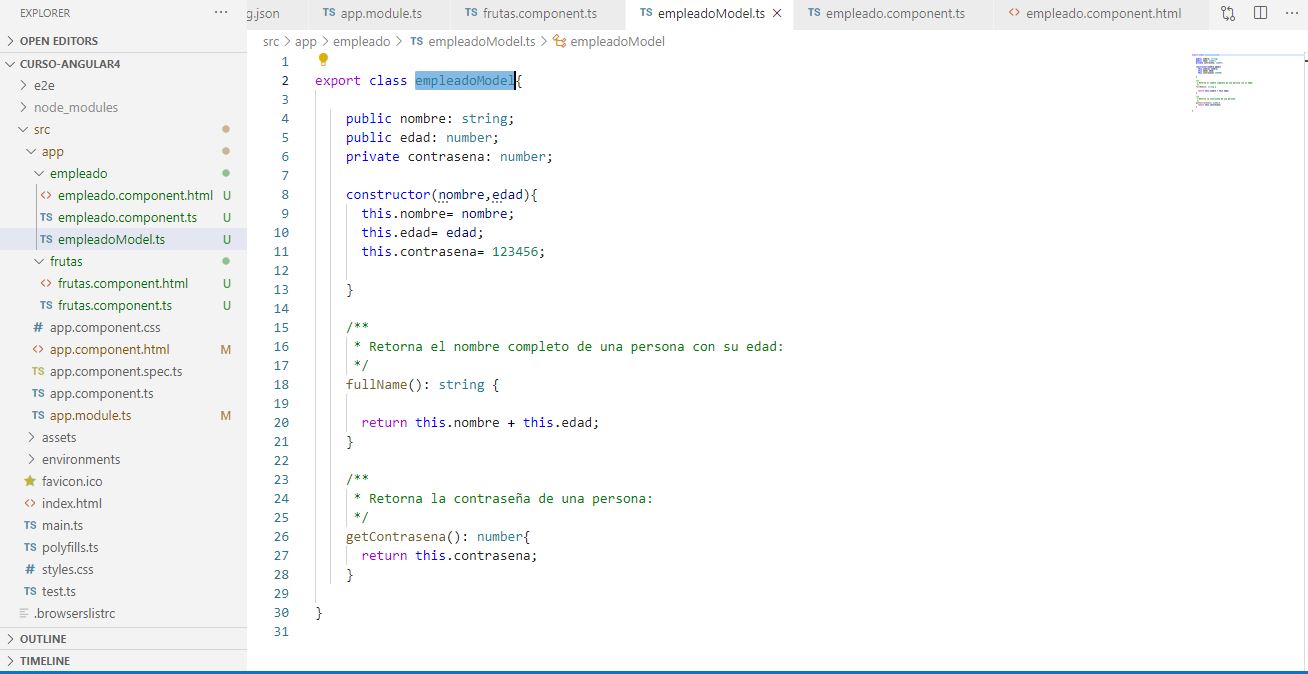 EXPLORER ···
g.json TS app.module.ts TS frutas.component.ts TS empleadoModel.ts × TS empleado.component.ts <> empleado.component.html ···
> OPEN EDITORS
CURSO-ANGULAR4
> e2e
> node_modules
src
app
empleado
<> empleado.component.html U
TS empleado.component.ts U
TS empleadoModel.ts U
frutas
<> frutas.component.html U
TS frutas.component.ts U
# app.component.css
<> app.component.html M
TS app.component.spec.ts
TS app.component.ts
TS app.module.ts M
> assets
> environments
favicon.ico
<> index.html
TS main.ts
TS polyfills.ts
# styles.css
TS test.ts
.browserslistrc
> OUTLINE
> TIMELINE
src > app > empleado > TS empleadoModel.ts > empleadoModel
1
2 export class empleadoModel{
3
4 public nombre: string;
5 public edad: number;
6 private contrasena: number;
7
8 constructor(nombre,edad){
9 this.nombre= nombre;
10 this.edad= edad;
11 this.contrasena= 123456;
12
13 }
14
15 /**
16 * Retorna el nombre completo de una persona con su edad:
17 */
18 fullName(): string {
19
20 return this.nombre + this.edad;
21 }
22
23 /**
24 * Retorna la contraseña de una persona:
25 */
26 getContrasena(): number{
27 return this.contrasena;
28 }
29
30 }
31